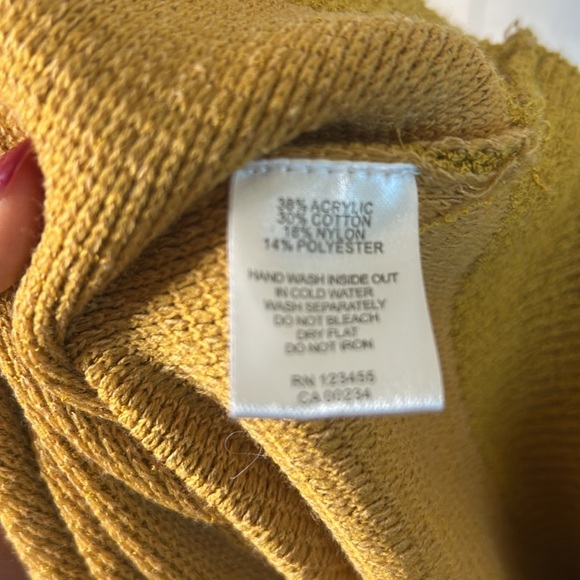 38% ACRYLIC
30% COTTON
18% NYLON
14% POLYESTER
HAND WASH INSIDE OUT
IN COLD WATER
WASH SEPARATELY
DO NOT BLEACH
DRY FLAT
DO NOT IRON
RN 123455
CA 00234